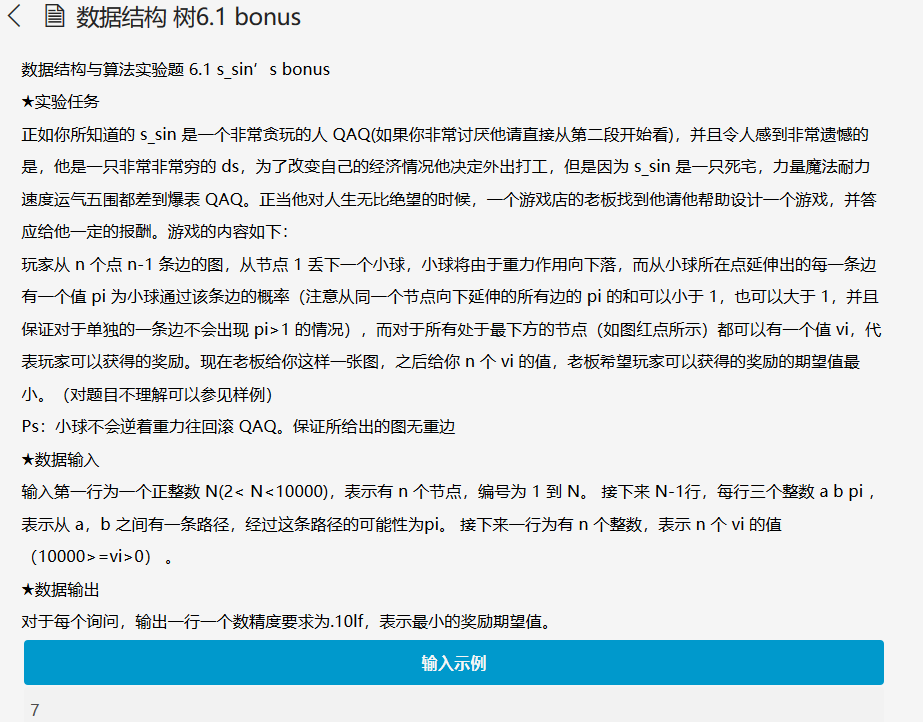 数据结构 树6.1 bonus
数据结构与算法实验题 6.1 s_sin’s bonus
★实验任务
正如你所知道的 s_sin 是一个非常贪玩的人 QAQ(如果你非常讨厌他请直接从第二段开始看)，并且令人感到非常遗憾的
是，他是一只非常非常穷的 ds，为了改变自己的经济情况他决定外出打工，但是因为 s_sin 是一只死宅，力量魔法耐力
速度运气五围都差到爆表 QAQ。正当他对人生无比绝望的时候，一个游戏店的老板找到他请他帮助设计一个游戏，并答
应给他一定的报酬。游戏的内容如下：
玩家从 n 个点 n-1 条边的图，从节点 1 丢下一个小球，小球将由于重力作用向下落，而从小球所在点延伸出的每一条边
有一个值 pi 为小球通过该条边的概率（注意从同一个节点向下延伸的所有边的 pi 的和可以小于 1，也可以大于 1，并且
保证对于单独的一条边不会出现 pi>1 的情况），而对于所有处于最下方的节点（如图红点所示）都可以有一个值 vi，代
表玩家可以获得的奖励。现在老板给你这样一张图，之后给你 n 个 vi 的值，老板希望玩家可以获得的奖励的期望值最
小。（对题目不理解可以参见样例）
Ps：小球不会逆着重力往回滚 QAQ。保证所给出的图无重边
★数据输入
输入第一行为一个正整数 N(2< N<10000)，表示有 n 个节点，编号为 1 到 N。 接下来 N-1行，每行三个整数 a b pi ，
表示从 a，b 之间有一条路径，经过这条路径的可能性为pi。 接下来一行为有 n 个整数，表示 n 个 vi 的值
（10000>=vi>0） 。
★数据输出
对于每个询问，输出一行一个数精度要求为.10lf，表示最小的奖励期望值。
输入示例
7